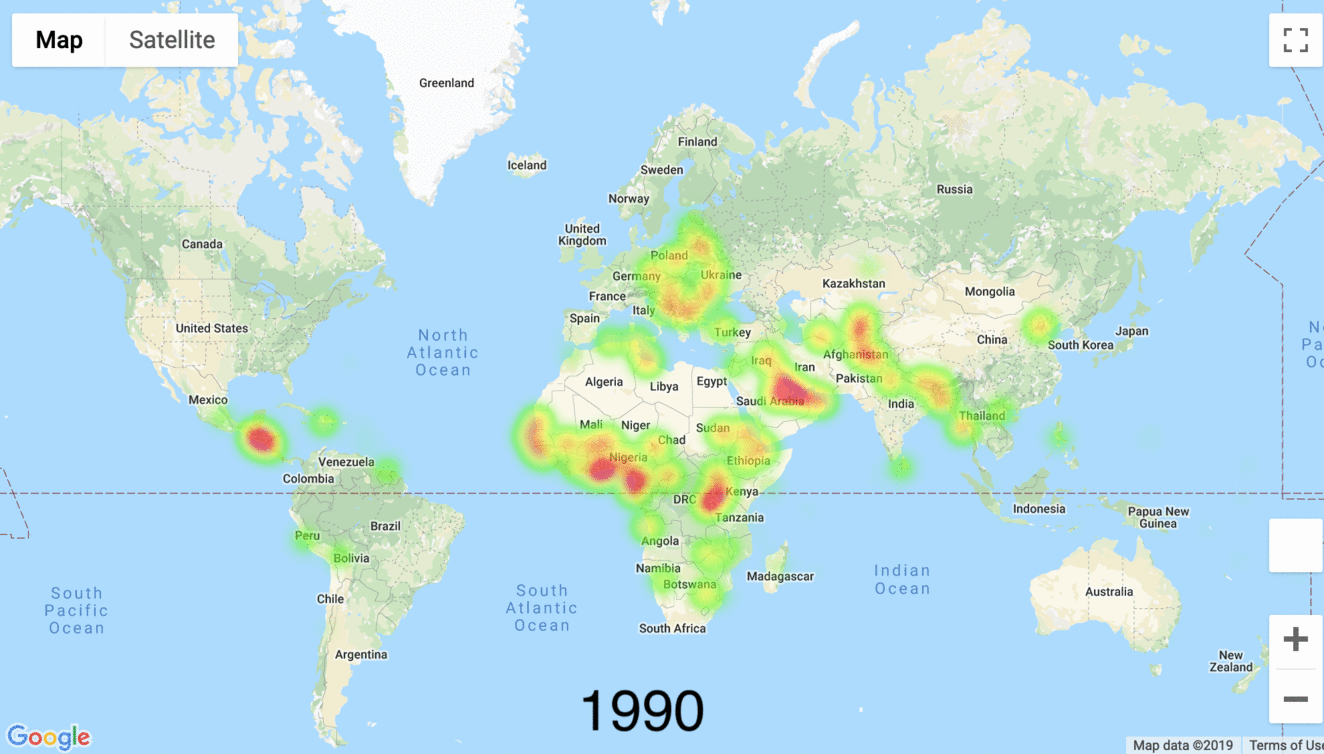 Map
Satellite
Greenland
Iceland
Finland
Sweden
Norway
Russia
United
Kingdom
Canada
Poland
Germany
Ukraine
France
Kazakhstan
Mongolia
Italy
Spain
United States
Turkey
North
Atlantic
Ocean
China
Japan
South Korea
Afghanistan
Iraq
Iran
Algeria
Libya
Egypt
Pakistan
Mexico
Saudi Arabia
India
Thailand
Mali
Niger
Sudan
Chad
Nigeria
Ethiopia
Venezuela
Colombia
DRC
Kenya
Indonesia
Papua New
Guinea
Tanzania
Brazil
Peru
Angola
Bolivia
Namibia
Botswana
Madagascar
Indian
Ocean
South
Pacific
Ocean
South
Atlantic
Ocean
Chile
Australia
South Africa
Argentina
New
Zealand
1990
Google
Map data ©2019
Terms of Us
N
Pa
O